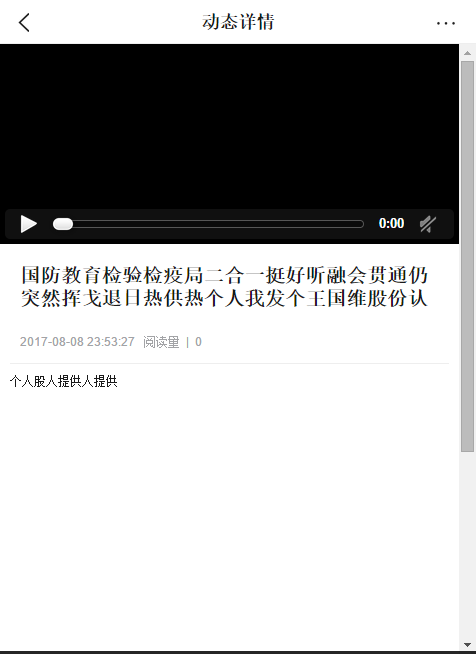 动态详情
0:00
国防教育检验检疫局二合一挺好听融会贯通仍
突然挥戈退日热供热个人我发个王国维股份认
2017-08-08 23:53:27 阅读量 | 0
个人股人提供人提供